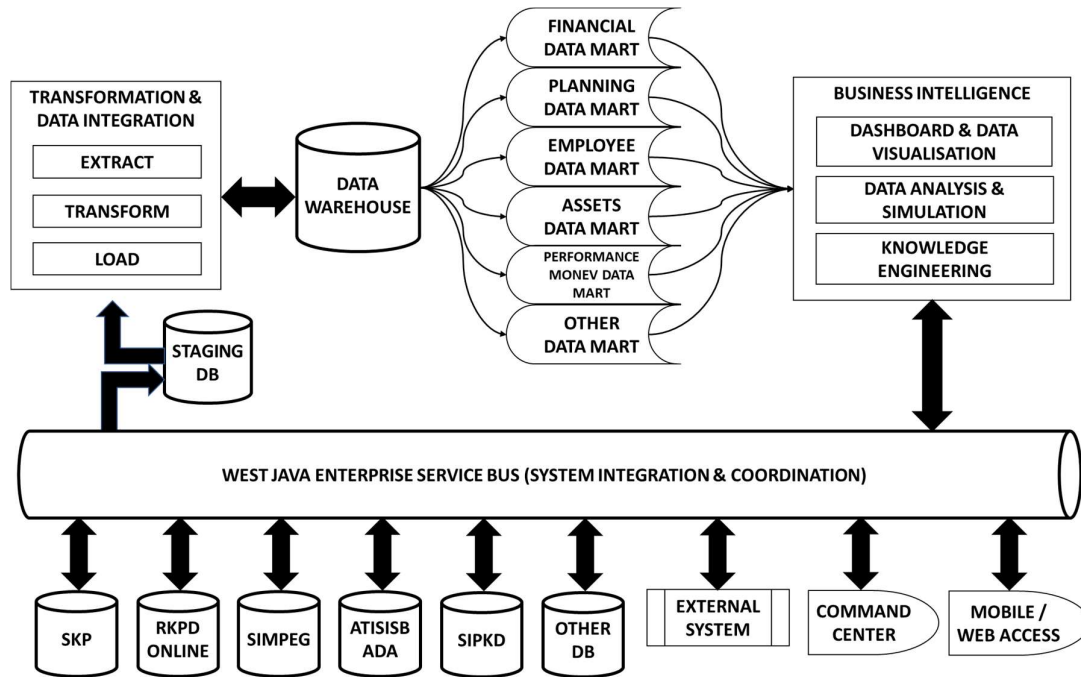 TRANSFORMATION &
DATA INTEGRATION
EXTRACT
TRANSFORM
LOAD
DATA
WAREHOUSE
FINANCIAL
DATA MART
PLANNING
DATA MART
EMPLOYEE
DATA MART
ASSETS
DATA MART
PERFORMANCE
MONEV DATA
MART
OTHER
DATA MART
BUSINESS INTELLIGENCE
DASHBOARD & DATA
VISUALISATION
DATA ANALYSIS &
SIMULATION
KNOWLEDGE
ENGINEERING
STAGING
DB
WEST JAVA ENTERPRISE SERVICE BUS (SYSTEM INTEGRATION & COORDINATION)
SKP
RKPD
ONLINE
SIMPEG
ATISISB
ADA
SIPKD
OTHER
DB
EXTERNAL
SYSTEM
COMMAND
CENTER
MOBILE /
WEB ACCESS